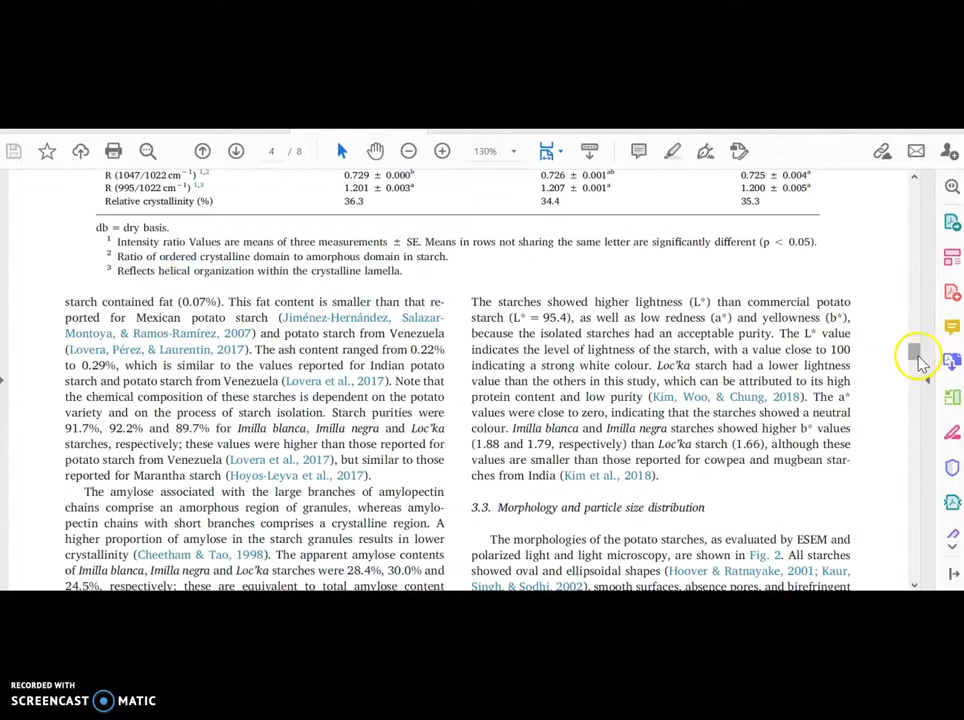 4 / 8 130%
R (1047/1022 cm⁻¹) ¹,² 0.729 ± 0.000ᵇ 0.726 ± 0.001ᵃᵇ 0.725 ± 0.004ᵃ
R (995/1022 cm⁻¹) ¹,³ 1.201 ± 0.003ᵃ 1.207 ± 0.001ᵃ 1.200 ± 0.005ᵃ
Relative crystallinity (%) 36.3 34.4 35.3
db = dry basis.
¹ Intensity ratio Values are means of three measurements ± SE. Means in rows not sharing the same letter are significantly different (p < 0.05).
² Ratio of ordered crystalline domain to amorphous domain in starch.
³ Reflects helical organization within the crystalline lamella.
starch contained fat (0.07%). This fat content is smaller than that re-
ported for Mexican potato starch (Jiménez-Hernández, Salazar-
Montoya, & Ramos-Ramírez, 2007) and potato starch from Venezuela
(Lovera, Pérez, & Laurentin, 2017). The ash content ranged from 0.22%
to 0.29%, which is similar to the values reported for Indian potato
starch and potato starch from Venezuela (Lovera et al., 2017). Note that
the chemical composition of these starches is dependent on the potato
variety and on the process of starch isolation. Starch purities were
91.7%, 92.2% and 89.7% for Imilla blanca, Imilla negra and Loc'ka
starches, respectively; these values were higher than those reported for
potato starch from Venezuela (Lovera et al., 2017), but similar to those
reported for Marantha starch (Hoyos-Leyva et al., 2017).
The amylose associated with the large branches of amylopectin
chains comprise an amorphous region of granules, whereas amylo-
pectin chains with short branches comprises a crystalline region. A
higher proportion of amylose in the starch granules results in lower
crystallinity (Cheetham & Tao, 1998). The apparent amylose contents
of Imilla blanca, Imilla negra and Loc'ka starches were 28.4%, 30.0% and
24.5%, respectively; these are equivalent to total amylose content
The starches showed higher lightness (L*) than commercial potato
starch (L* = 95.4), as well as low redness (a*) and yellowness (b*),
because the isolated starches had an acceptable purity. The L* value
indicates the level of lightness of the starch, with a value close to 100
indicating a strong white colour. Loc'ka starch had a lower lightness
value than the others in this study, which can be attributed to its high
protein content and low purity (Kim, Woo, & Chung, 2018). The a*
values were close to zero, indicating that the starches showed a neutral
colour. Imilla blanca and Imilla negra starches showed higher b* values
(1.88 and 1.79, respectively) than Loc'ka starch (1.66), although these
values are smaller than those reported for cowpea and mugbean star-
ches from India (Kim et al., 2018).
3.3. Morphology and particle size distribution
The morphologies of the potato starches, as evaluated by ESEM and
polarized light and light microscopy, are shown in Fig. 2. All starches
showed oval and ellipsoidal shapes (Hoover & Ratnayake, 2001; Kaur,
Singh, & Sodhi, 2002), smooth surfaces, absence pores, and birefringent
RECORDED WITH
SCREENCAST MATIC